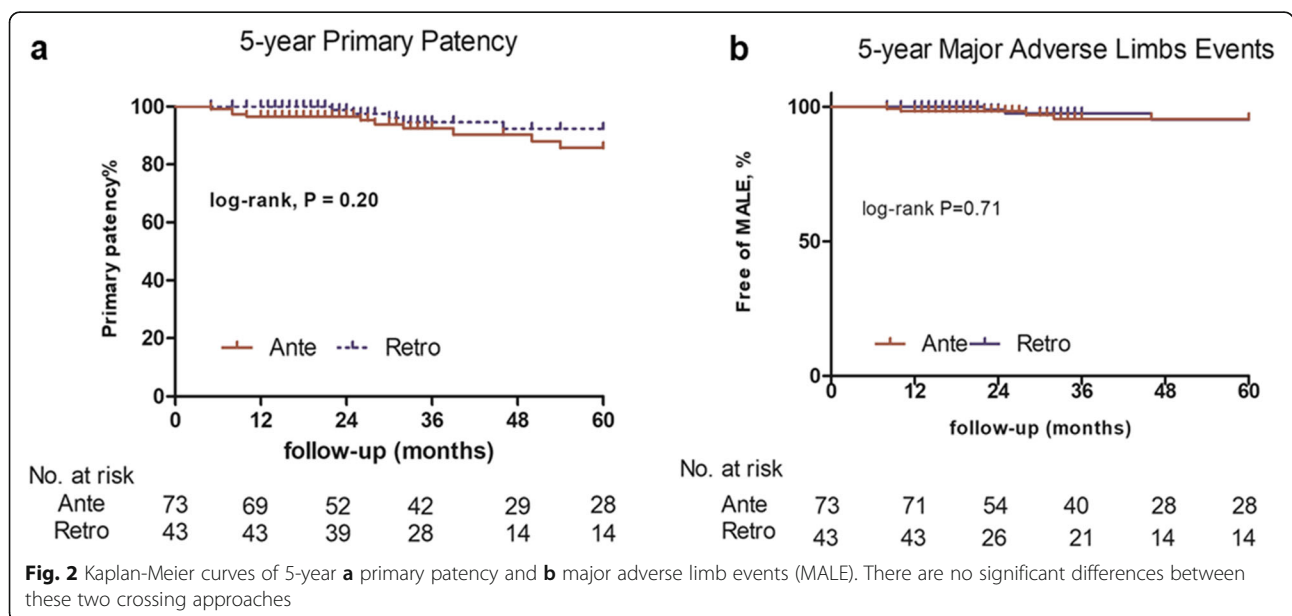 a
5-year Primary Patency
Primary patency%
100
80
60
40
20
0
log-rank, P = 0.20
Ante Retro
0 12 24 36 48 60
follow-up (months)
No. at risk
Ante 73 69 52 42 29 28
Retro 43 43 39 28 14 14
b
5-year Major Adverse Limbs Events
Free of MALE, %
100
50
0
log-rank P=0.71
Ante Retro
0 12 24 36 48 60
follow-up (months)
No. at risk
Ante 73 71 54 40 28 28
Retro 43 43 26 21 14 14
Fig. 2 Kaplan-Meier curves of 5-year a primary patency and b major adverse limb events (MALE). There are no significant differences between
these two crossing approaches